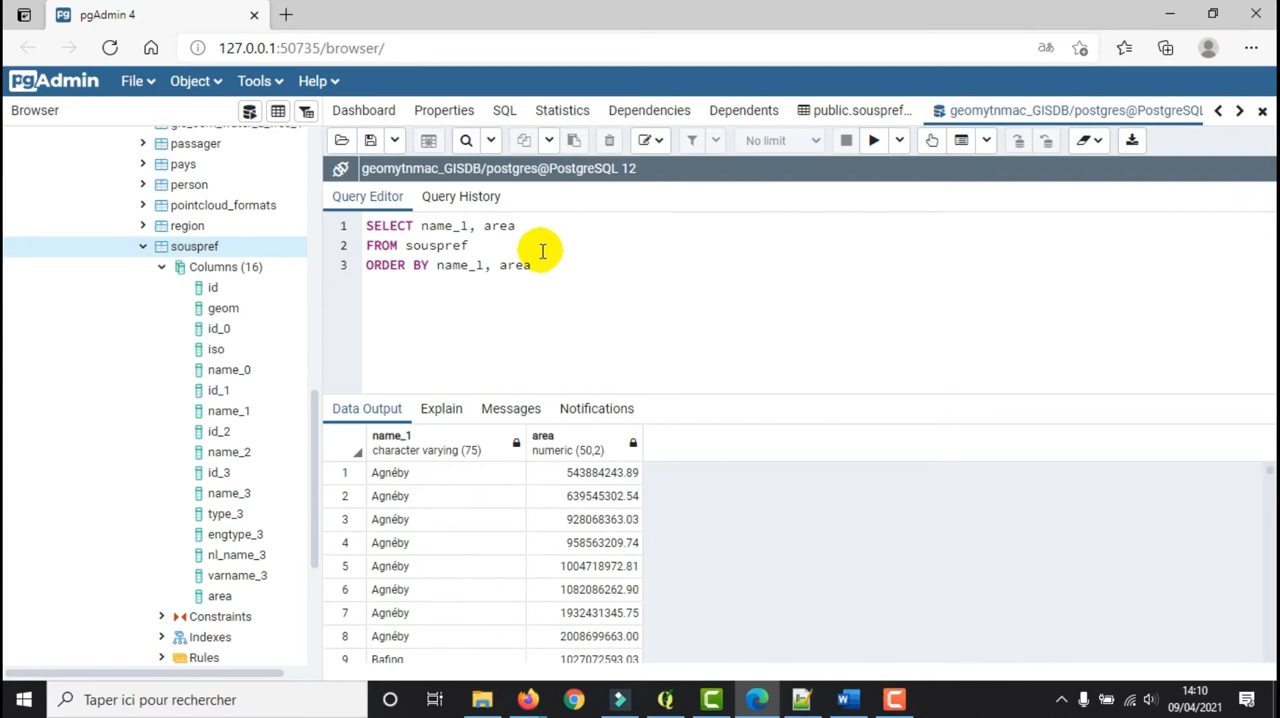 pgAdmin 4
127.0.0.1:50735/browser/
pgAdmin File Object Tools Help
Browser
Dashboard Properties SQL Statistics Dependencies Dependents public.souspref... geomytnmac_GISDB/postgres@PostgreSQL
passager
pays
person
pointcloud_formats
region
souspref
Columns (16)
id
geom
id_0
iso
name_0
id_1
name_1
id_2
name_2
id_3
name_3
type_3
engtype_3
nl_name_3
varname_3
area
Constraints
Indexes
Rules
No limit
geomytnmac_GISDB/postgres@PostgreSQL 12
Query Editor Query History
1 SELECT name_1, area
2 FROM souspref
3 ORDER BY name_1, area
Data Output Explain Messages Notifications
name_1 area
character varying (75) numeric (50,2)
1 Agnéby 543884243.89
2 Agnéby 639545302.54
3 Agnéby 928068363.03
4 Agnéby 958563209.74
5 Agnéby 1004718972.81
6 Agnéby 1082086262.90
7 Agnéby 1932431345.75
8 Agnéby 2008699663.00
9 Bafing 1027072593.03
Taper ici pour rechercher
14:10
09/04/2021